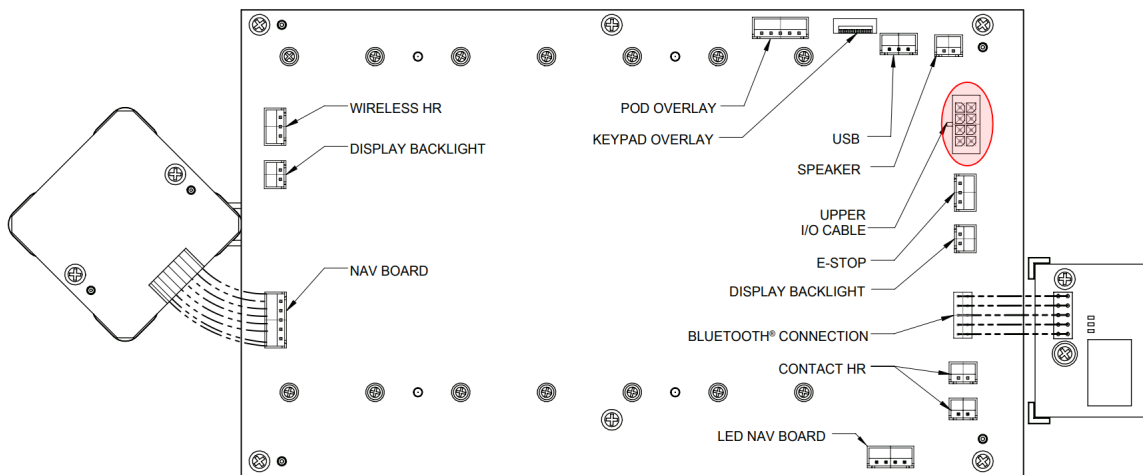 WIRELESS HR
DISPLAY BACKLIGHT
NAV BOARD
POD OVERLAY
KEYPAD OVERLAY
USB
SPEAKER
UPPER
I/O CABLE
E-STOP
DISPLAY BACKLIGHT
BLUETOOTH® CONNECTION
CONTACT HR
LED NAV BOARD